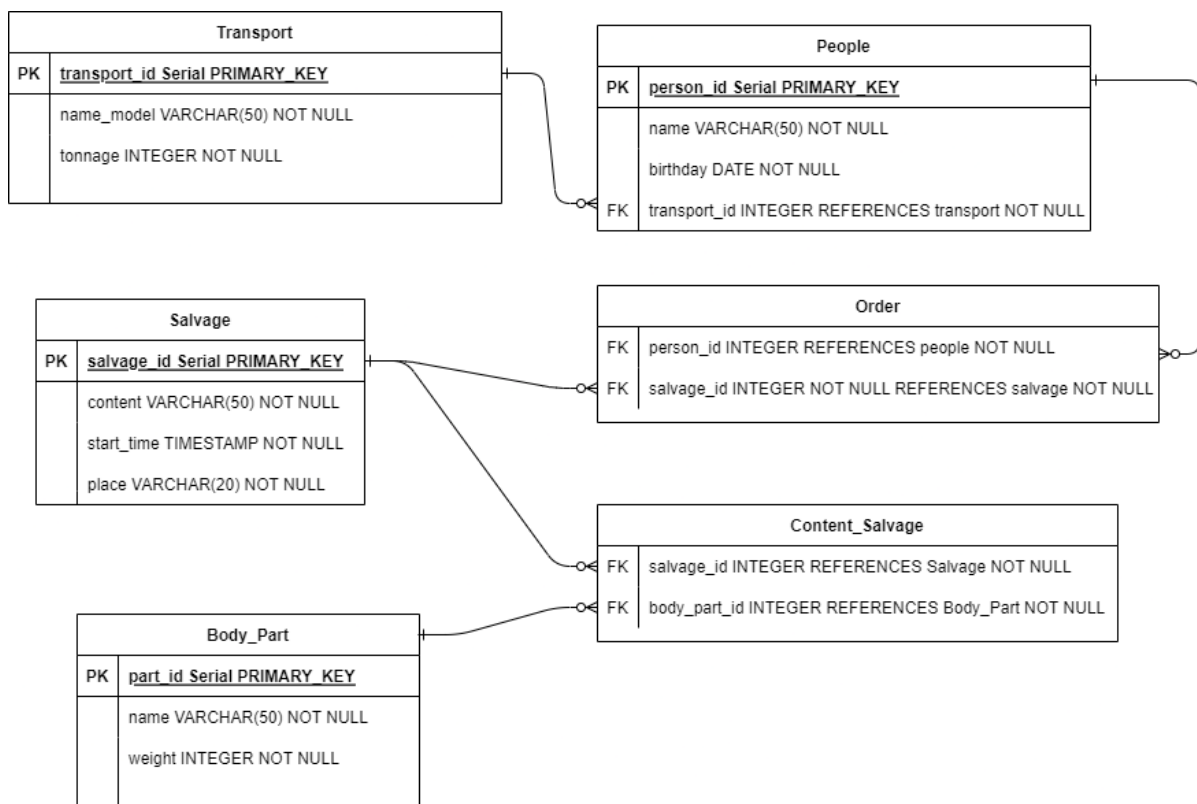 Transport
PK transport_id Serial PRIMARY_KEY
name_model VARCHAR(50) NOT NULL
tonnage INTEGER NOT NULL
People
PK person_id Serial PRIMARY_KEY
name VARCHAR(50) NOT NULL
birthday DATE NOT NULL
FK transport_id INTEGER REFERENCES transport NOT NULL
Salvage
PK salvage_id Serial PRIMARY_KEY
content VARCHAR(50) NOT NULL
start_time TIMESTAMP NOT NULL
place VARCHAR(20) NOT NULL
Order
FK person_id INTEGER REFERENCES people NOT NULL
FK salvage_id INTEGER NOT NULL REFERENCES salvage NOT NULL
Content_Salvage
FK salvage_id INTEGER REFERENCES Salvage NOT NULL
FK body_part_id INTEGER REFERENCES Body_Part NOT NULL
Body_Part
PK part_id Serial PRIMARY_KEY
name VARCHAR(50) NOT NULL
weight INTEGER NOT NULL